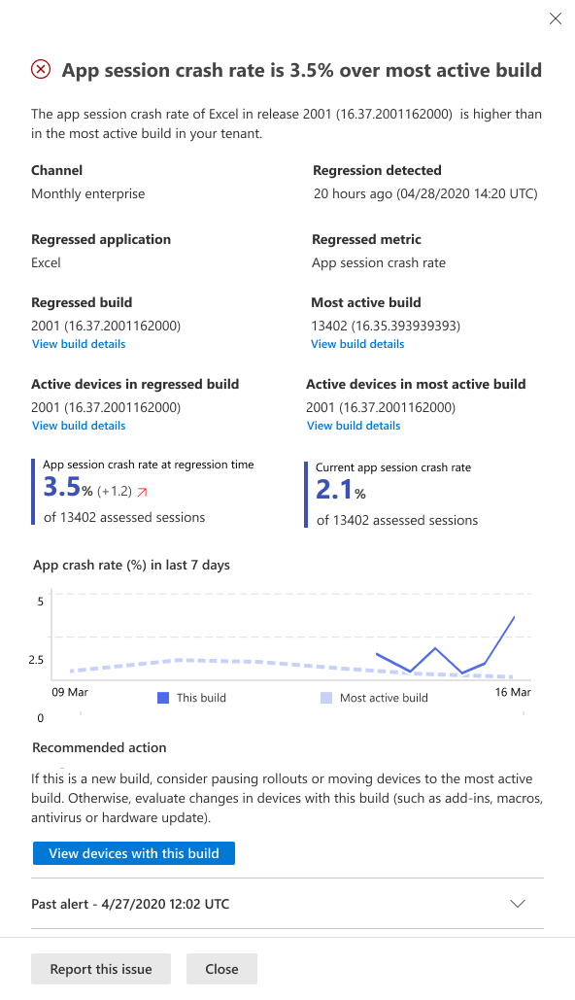 App session crash rate is 3.5% over most active build
The app session crash rate of Excel in release 2001 (16.37.2001162000)  is higher than
in the most active build in your tenant.
Channel
Monthly enterprise
Regression detected
20 hours ago (04/28/2020 14:20 UTC)
Regressed application
Excel
Regressed metric
App session crash rate
Regressed build
2001 (16.37.2001162000)
View build details
Most active build
13402 (16.35.393939393)
View build details
Active devices in regressed build
2001 (16.37.2001162000)
View build details
Active devices in most active build
2001 (16.37.2001162000)
View build details
App session crash rate at regression time
3.5% (+1.2)
of 13402 assessed sessions
Current app session crash rate
2.1%
of 13402 assessed sessions
App crash rate (%) in last 7 days
5
2.5
09 Mar
16 Mar
This build
Most active build
0
Recommended action
If this is a new build, consider pausing rollouts or moving devices to the most active
build. Otherwise, evaluate changes in devices with this build (such as add-ins, macros,
antivirus or hardware update).
View devices with this build
Past alert - 4/27/2020 12:02 UTC
Report this issue
Close